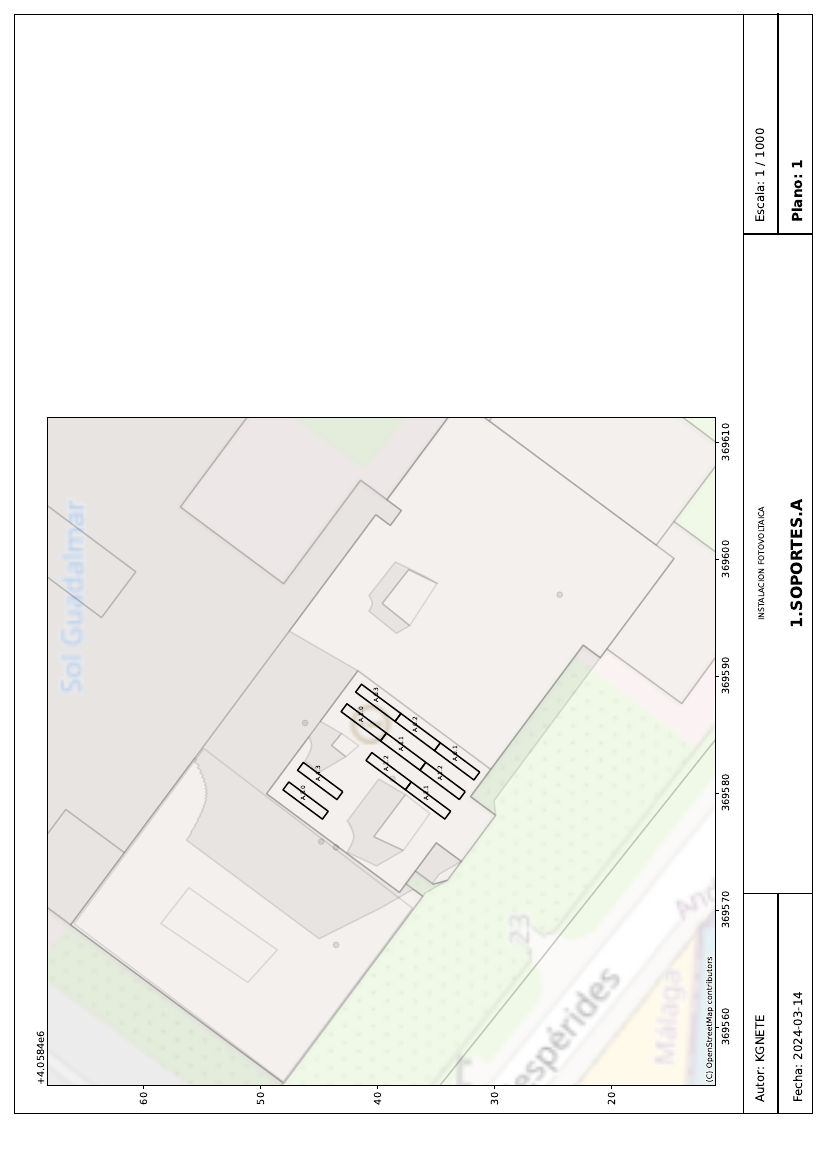 Escala: 1 / 1000
Plano: 1
INSTALACION FOTOVOLTAICA
1.SOPORTES.A
Autor: KGNETE
Fecha: 2024-03-14
+4.0584e6
60
50
40
30
20
369560
369570
369580
369590
369600
369610
Sol Guadalmar
23
espérides
Málaga
And
(C) OpenStreetMap contributors